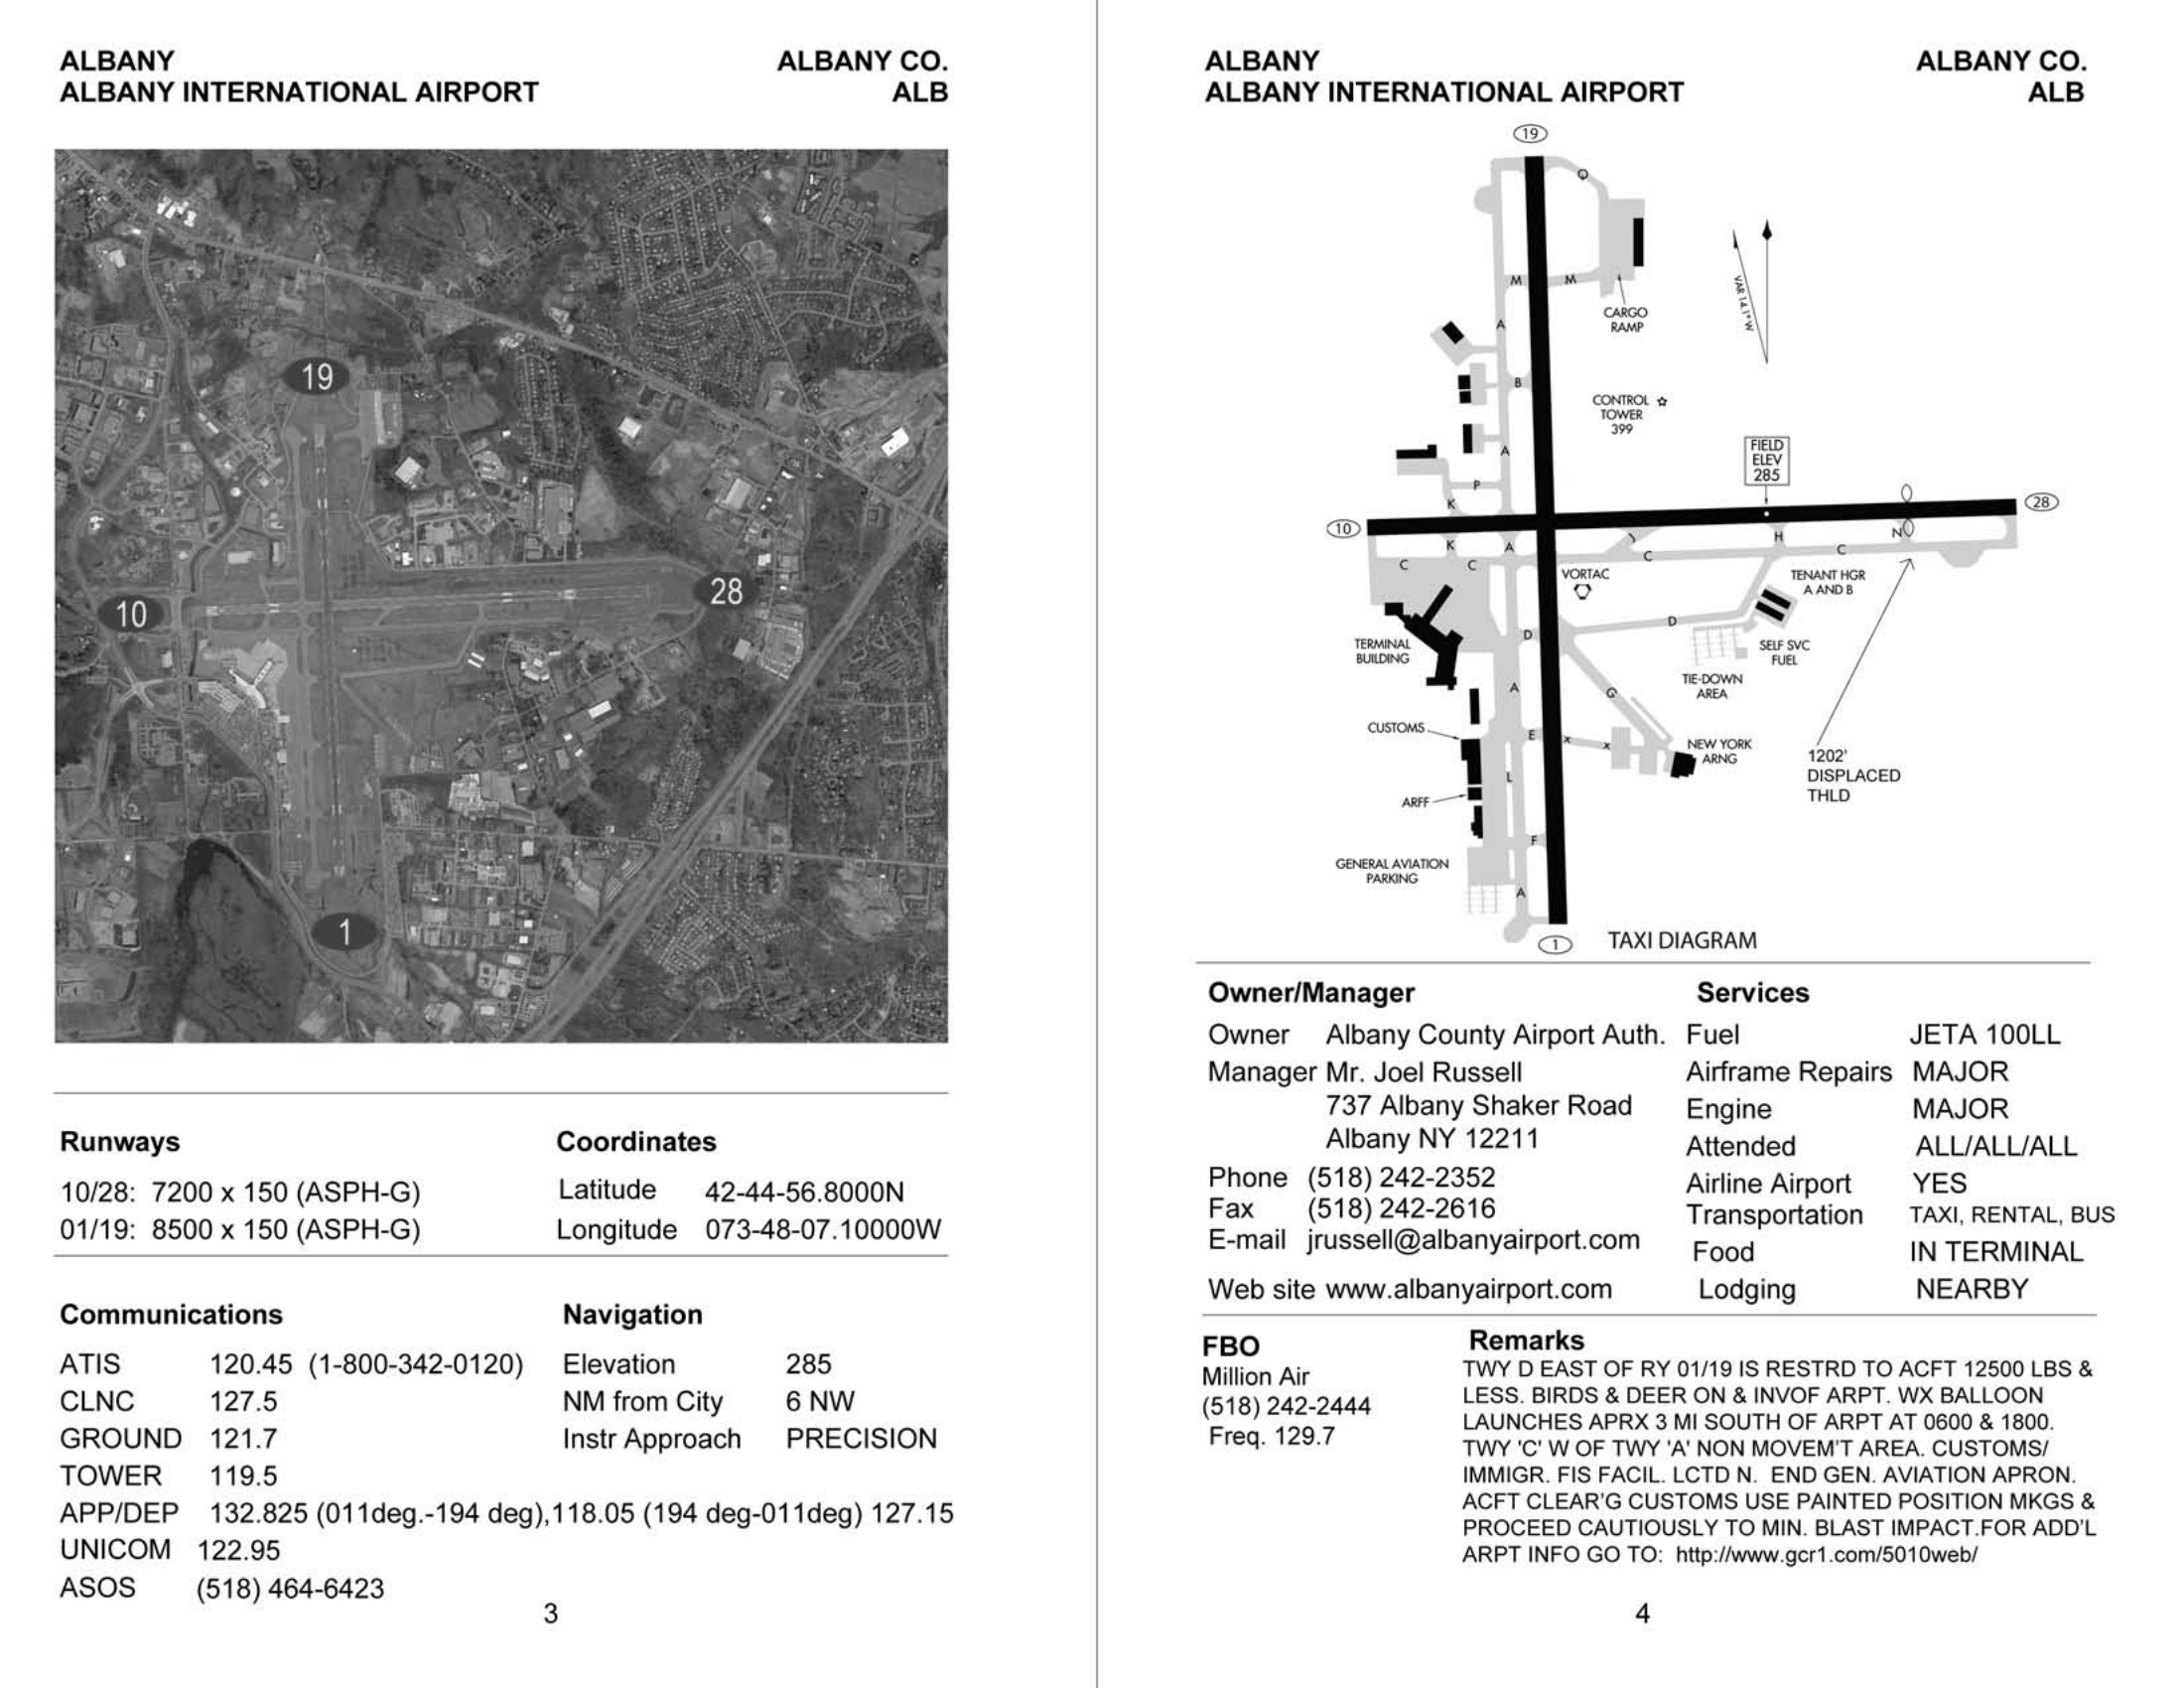 ALBANY
ALBANY CO.
ALBANY INTERNATIONAL AIRPORT
ALB
19
28
10
1
Runways
10/28: 7200 x 150 (ASPH-G)
01/19: 8500 x 150 (ASPH-G)
Coordinates
Latitude 42-44-56.8000N
Longitude 073-48-07.10000W
Communications
ATIS 120.45 (1-800-342-0120)
CLNC 127.5
GROUND 121.7
TOWER 119.5
APP/DEP 132.825 (011deg.-194 deg),118.05 (194 deg-011deg) 127.15
UNICOM 122.95
ASOS (518) 464-6423
Navigation
Elevation 285
NM from City 6 NW
Instr Approach PRECISION
3
ALBANY
ALBANY CO.
ALBANY INTERNATIONAL AIRPORT
ALB
19
Q
M M
CARGO
RAMP
VAR 14.1° W
A
B
CONTROL
TOWER
399
A
FIELD
ELEV
285
P
K
28
10
K A J H N
C C C C
VORTAC
TENANT HGR
A AND B
D D
TERMINAL
BUILDING
SELF SVC
FUEL
TIE-DOWN
AREA
A G
CUSTOMS
E X X
NEW YORK
ARNG
1202'
DISPLACED
THLD
L
ARFF
F
GENERAL AVIATION
PARKING
A
1
TAXI DIAGRAM
Owner/Manager
Owner Albany County Airport Auth.
Manager Mr. Joel Russell
737 Albany Shaker Road
Albany NY 12211
Phone (518) 242-2352
Fax (518) 242-2616
E-mail jrussell@albanyairport.com
Web site www.albanyairport.com
Services
Fuel JETA 100LL
Airframe Repairs MAJOR
Engine MAJOR
Attended ALL/ALL/ALL
Airline Airport YES
Transportation TAXI, RENTAL, BUS
Food IN TERMINAL
Lodging NEARBY
FBO
Million Air
(518) 242-2444
Freq. 129.7
Remarks
TWY D EAST OF RY 01/19 IS RESTRD TO ACFT 12500 LBS &
LESS. BIRDS & DEER ON & INVOF ARPT. WX BALLOON
LAUNCHES APRX 3 MI SOUTH OF ARPT AT 0600 & 1800.
TWY 'C' W OF TWY 'A' NON MOVEM'T AREA. CUSTOMS/
IMMIGR. FIS FACIL. LCTD N. END GEN. AVIATION APRON.
ACFT CLEAR'G CUSTOMS USE PAINTED POSITION MKGS &
PROCEED CAUTIOUSLY TO MIN. BLAST IMPACT.FOR ADD'L
ARPT INFO GO TO: http://www.gcr1.com/5010web/
4